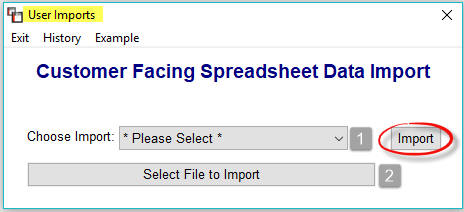 User Imports
Exit History Example
Customer Facing Spreadsheet Data Import
Choose Import: * Please Select * 1 Import
Select File to Import 2